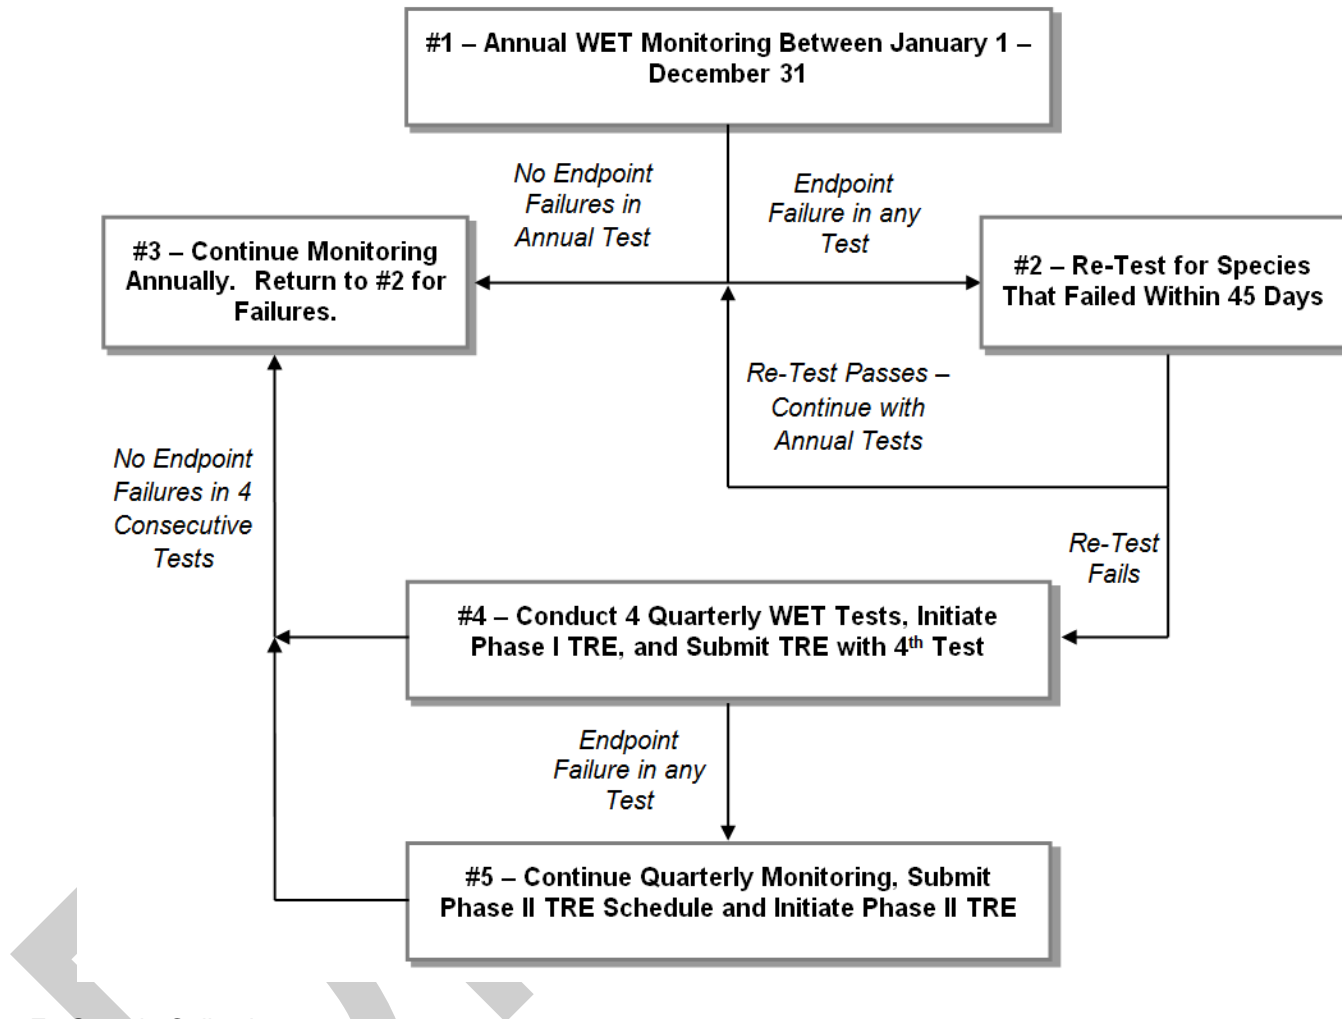 #1 – Annual WET Monitoring Between January 1 –
December 31
No Endpoint
Failures in
Annual Test
Endpoint
Failure in any
Test
#3 – Continue Monitoring
Annually. Return to #2 for
Failures.
#2 – Re-Test for Species
That Failed Within 45 Days
Re-Test Passes –
Continue with
Annual Tests
No Endpoint
Failures in 4
Consecutive
Tests
Re-Test
Fails
#4 – Conduct 4 Quarterly WET Tests, Initiate
Phase I TRE, and Submit TRE with 4th Test
Endpoint
Failure in any
Test
#5 – Continue Quarterly Monitoring, Submit
Phase II TRE Schedule and Initiate Phase II TRE